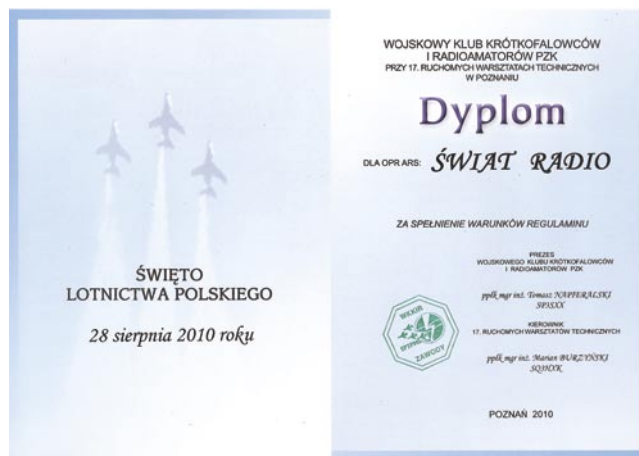 ŚWIĘTO
LOTNICTWA POLSKIEGO
28 sierpnia 2010 roku
WOJSKOWY KLUB KRÓTKOFALOWCÓW
I RADIOAMATORÓW PZK
PRZY 17. RUCHOMYCH WARSZTATACH TECHNICZNYCH
W POZNANIU
Dyplom
DLA OPR ARS: ŚWIAT RADIO
ZA SPEŁNIENIE WARUNKÓW REGULAMINU
PREZES
WOJSKOWEGO KLUBU KRÓTKOFALOWCÓW
I RADIOAMATORÓW PZK
ppłk mgr inż. Tomasz NAPIERALSKI
KIEROWNIK
17. RUCHOMYCH WARSZTATÓW TECHNICZNYCH
ppłk mgr inż. Marian BURZYŃSKI
WKKIR
ZAWODY
POZNAŃ 2010